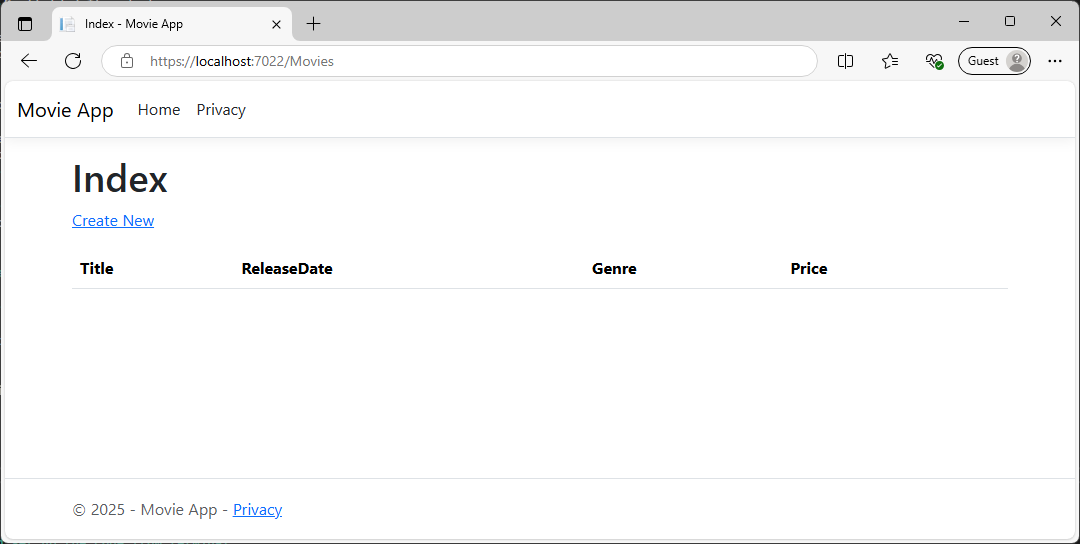 Index - Movie App
https://localhost:7022/Movies
Guest
Movie App Home Privacy
Index
Create New
Title ReleaseDate Genre Price
© 2025 - Movie App - Privacy